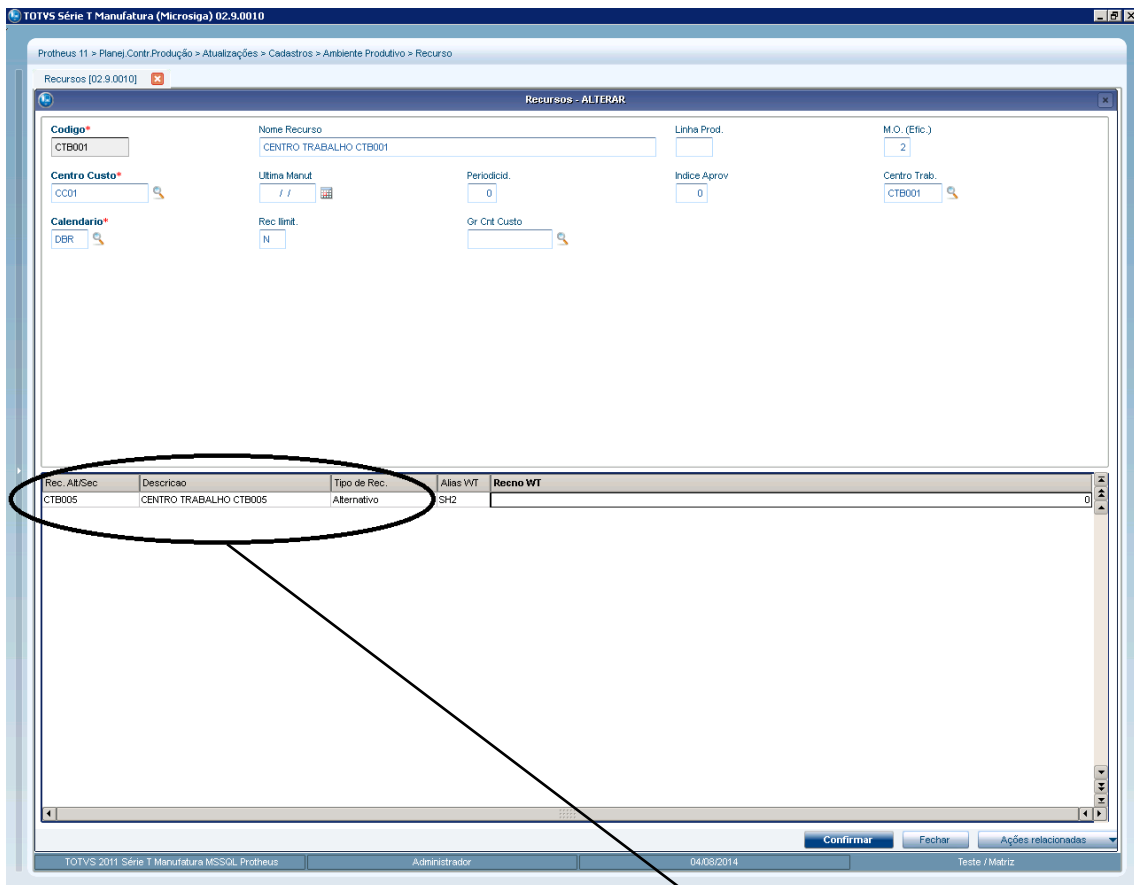 TOTVS Série T Manufatura (Microsiga) 02.9.0010
Protheus 11 > Planej.Contr.Produção > Atualizações > Cadastros > Ambiente Produtivo > Recurso
Recursos [02.9.0010]
Recursos - ALTERAR
Codigo* Nome Recurso Linha Prod. M.O. (Efic.)
CTB001 CENTRO TRABALHO CTB001 2
Centro Custo* Ultima Manut Periodicid. Indice Aprov Centro Trab.
CC01 / / 0 0 CTB001
Calendario* Rec Ilimit. Gr Cnt Custo
DBR N
Rec. Alt/Sec Descricao Tipo de Rec. Alias WT Recno WT
CTB005 CENTRO TRABALHO CTB005 Alternativo SH2 0
Confirmar Fechar Ações relacionadas
TOTVS 2011 Série T Manufatura MSSQL Protheus Administrador 04/08/2014 Teste / Matriz